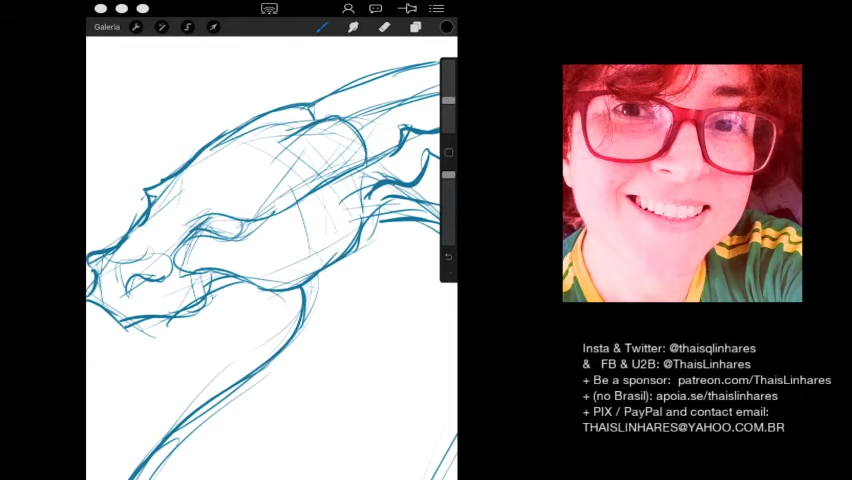 Galeria
Insta & Twitter: @thaisqlinhares
& FB & U2B: @ThaisLinhares
+ Be a sponsor: patreon.com/ThaisLinhares
+ (no Brasil): apoia.se/thaislinhares
+ PIX / PayPal and contact email:
THAISLINHARES@YAHOO.COM.BR